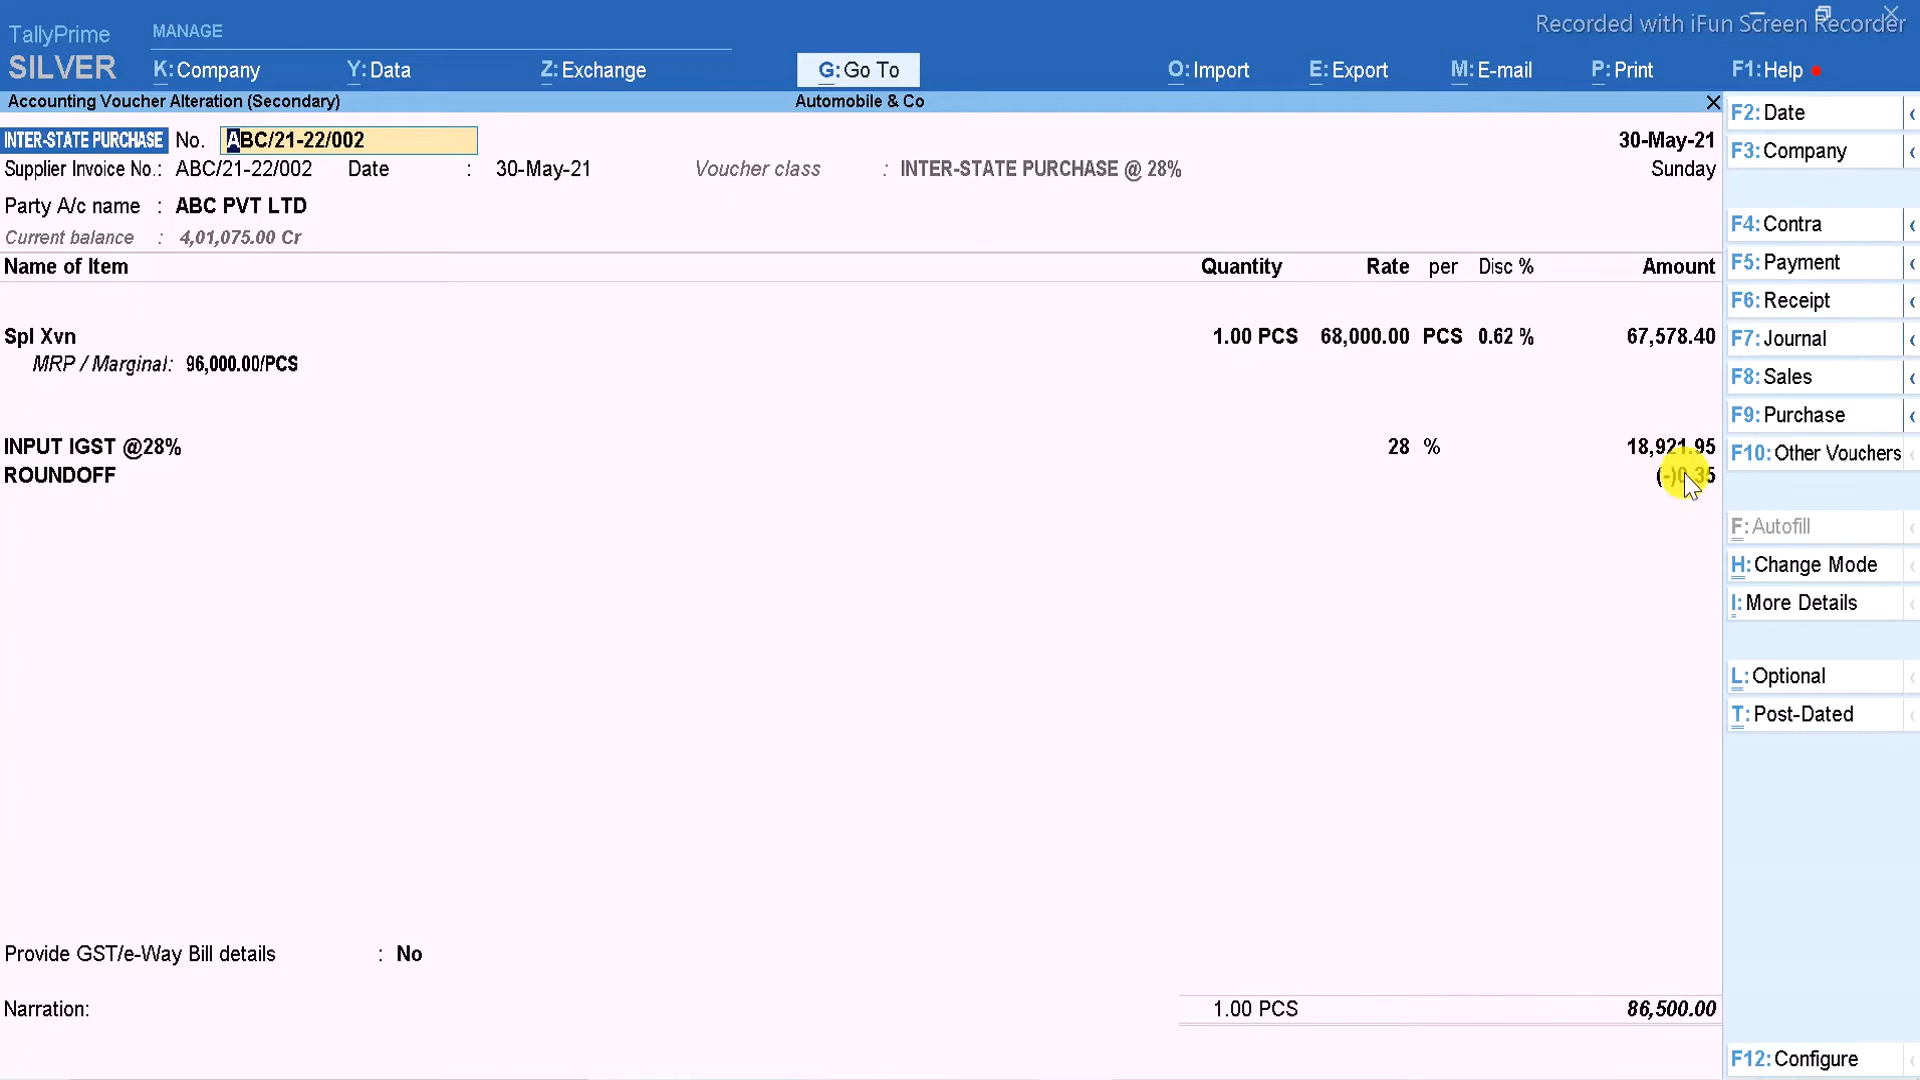 Recorded with iFun Screen Recorder
TallyPrime
SILVER
MANAGE
K:Company Y:Data Z:Exchange G:Go To O:Import E:Export M:E-mail P:Print F1:Help
Accounting Voucher Alteration (Secondary) Automobile & Co
INTER-STATE PURCHASE No. ABC/21-22/002 30-May-21
Supplier Invoice No.: ABC/21-22/002 Date : 30-May-21 Voucher class : INTER-STATE PURCHASE @ 28% Sunday
Party A/c name : ABC PVT LTD
Current balance : 4,01,075.00 Cr
Name of Item Quantity Rate per Disc % Amount
Spl Xvn 1.00 PCS 68,000.00 PCS 0.62 % 67,578.40
MRP / Marginal: 96,000.00/PCS
INPUT IGST @28% 28 % 18,921.95
ROUNDOFF (-)0.35
Provide GST/e-Way Bill details : No
Narration: 1.00 PCS 86,500.00
F2:Date
F3:Company
F4:Contra
F5:Payment
F6:Receipt
F7:Journal
F8:Sales
F9:Purchase
F10:Other Vouchers
F:Autofill
H:Change Mode
I:More Details
L:Optional
T:Post-Dated
F12:Configure